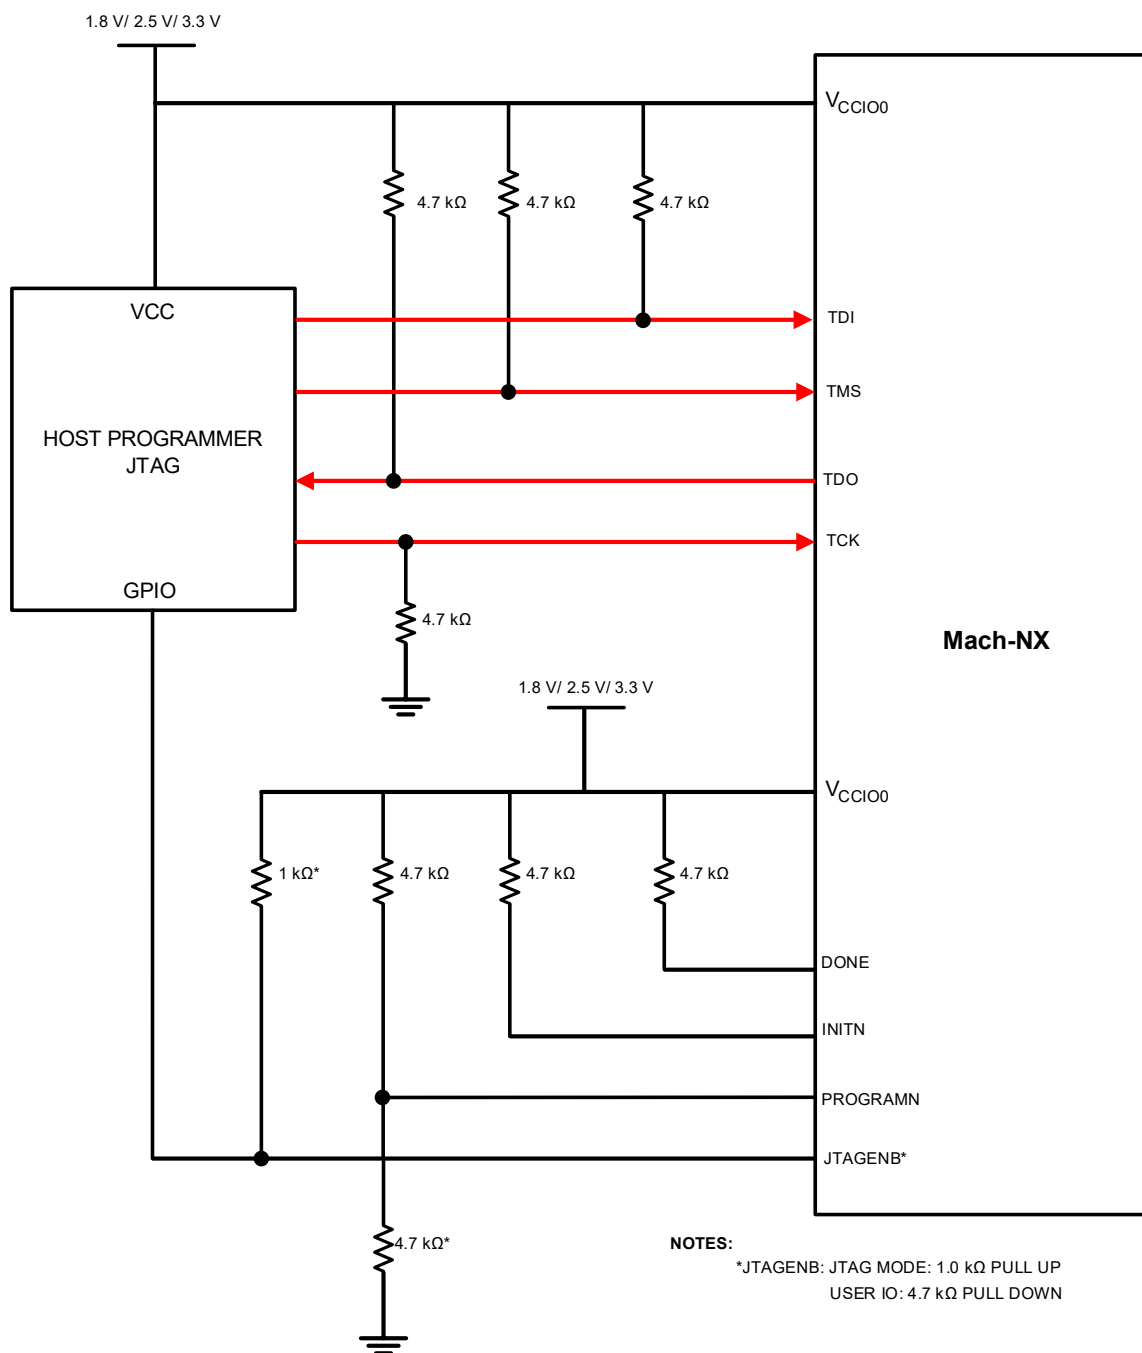 1.8 V/ 2.5 V/ 3.3 V
VCCIO0
4.7 kΩ
4.7 kΩ
4.7 kΩ
VCC
TDI
TMS
HOST PROGRAMMER
JTAG
TDO
TCK
GPIO
4.7 kΩ
Mach-NX
1.8 V/ 2.5 V/ 3.3 V
VCCIO0
1 kΩ*
4.7 kΩ
4.7 kΩ
4.7 kΩ
DONE
INITN
PROGRAMN
JTAGENB*
4.7 kΩ*
NOTES:
*JTAGENB: JTAG MODE: 1.0 kΩ PULL UP
USER IO: 4.7 kΩ PULL DOWN